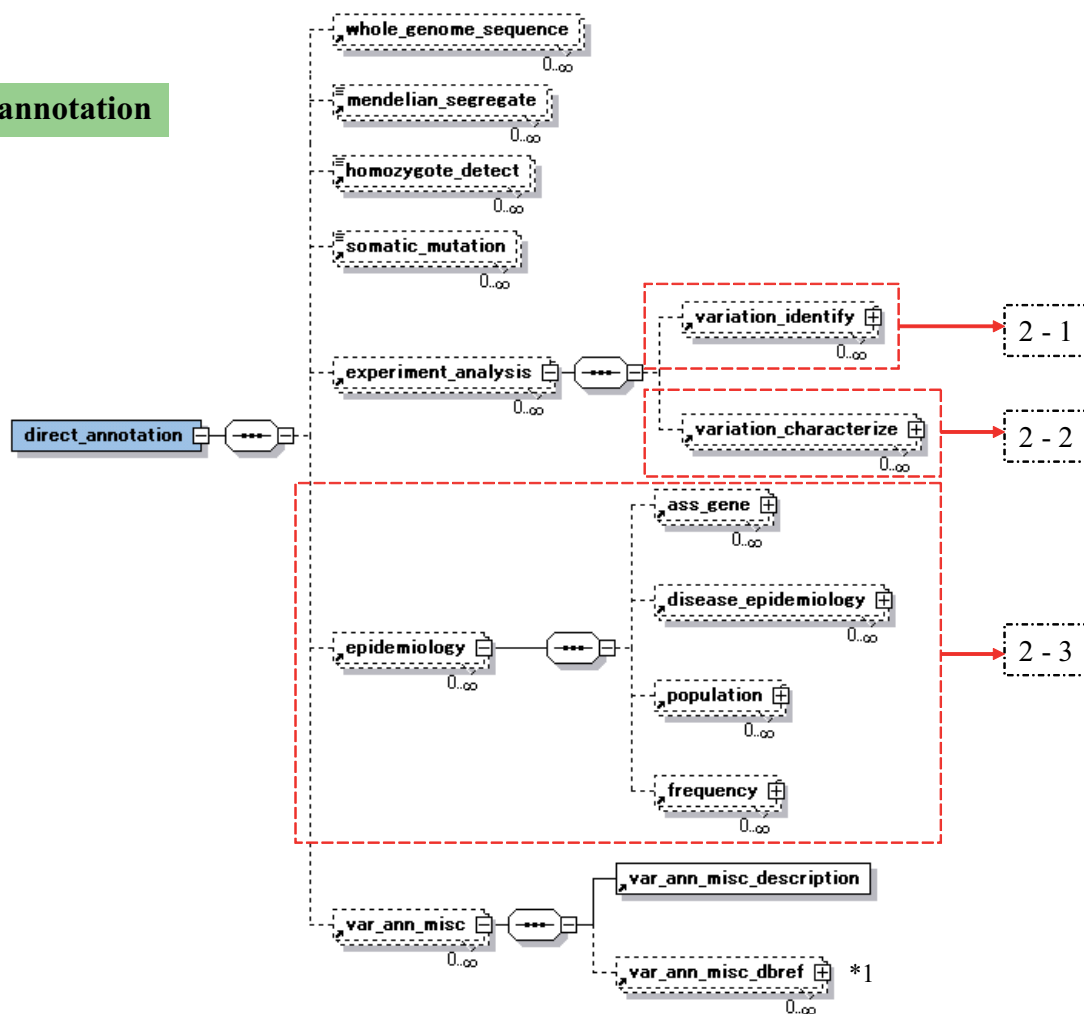 whole_genome_sequence
0..∞
annotation
mendelian_segregate
0..∞
homozygote_detect
0..∞
somatic_mutation
0..∞
variation_identify
0..∞
2 - 1
experiment_analysis
0..∞
variation_characterize
0..∞
2 - 2
direct_annotation
ass_gene
0..∞
disease_epidemiology
0..∞
epidemiology
0..∞
2 - 3
population
0..∞
frequency
0..∞
var_ann_misc_description
var_ann_misc
0..∞
var_ann_misc_dbref
*1
0..∞